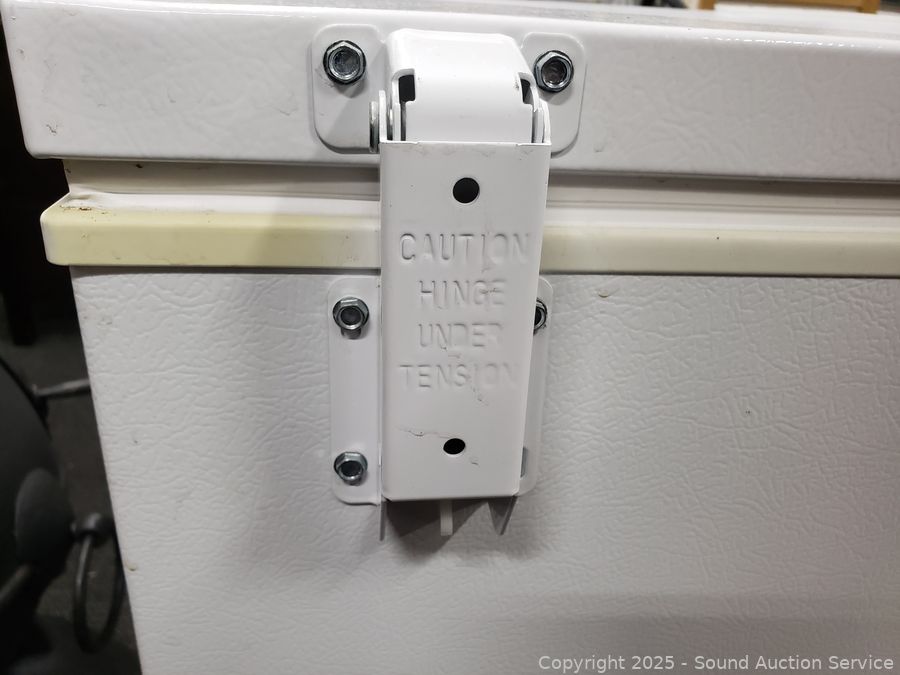 CAUTION
HINGE
UNDER
TENSION
Copyright 2025 - Sound Auction Service